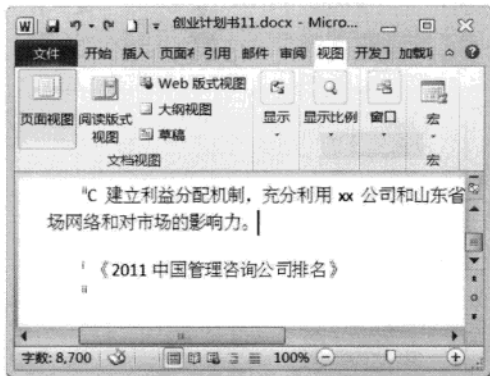 创业计划书11.docx - Micro...
文件 开始 插入 页面布 引用 邮件 审阅 视图 开发工 加载项
页面视图 阅读版式视图 Web 版式视图 大纲视图 草稿 显示 显示比例 窗口 宏
文档视图 宏
ii C 建立利益分配机制，充分利用 xx 公司和山东省
场网络和对市场的影响力。
i 《2011 中国管理咨询公司排名》
ii
字数: 8,700 100%